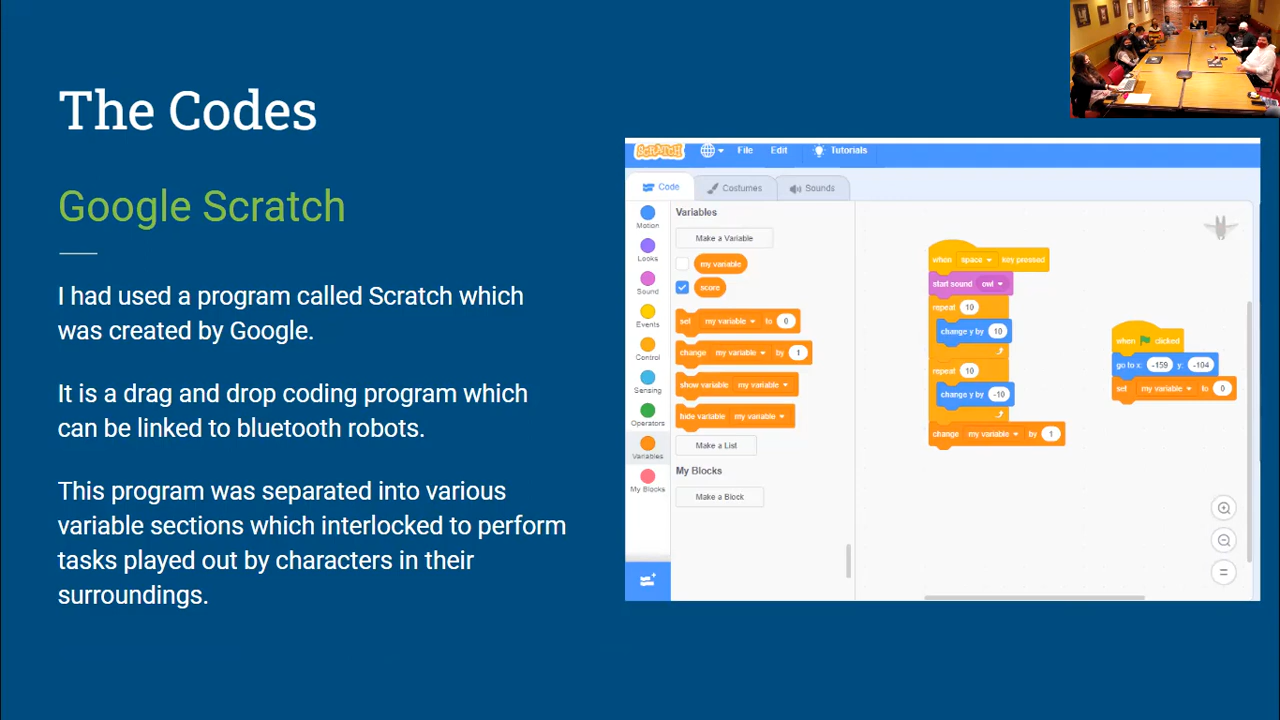 The Codes
Google Scratch
I had used a program called Scratch which
was created by Google.
It is a drag and drop coding program which
can be linked to bluetooth robots.
This program was separated into various
variable sections which interlocked to perform
tasks played out by characters in their
surroundings.
SCRATCH File Edit Tutorials
Code Costumes Sounds
Motion
Looks
Sound
Events
Control
Sensing
Operators
Variables
My Blocks
Variables
Make a Variable
my variable
score
set my variable to 0
change my variable by 1
show variable my variable
hide variable my variable
Make a List
My Blocks
Make a Block
when space key pressed
start sound owl
repeat 10
change y by 10
repeat 10
change y by -10
change my variable by 1
when clicked
go to x: -159 y: -104
set my variable to 0